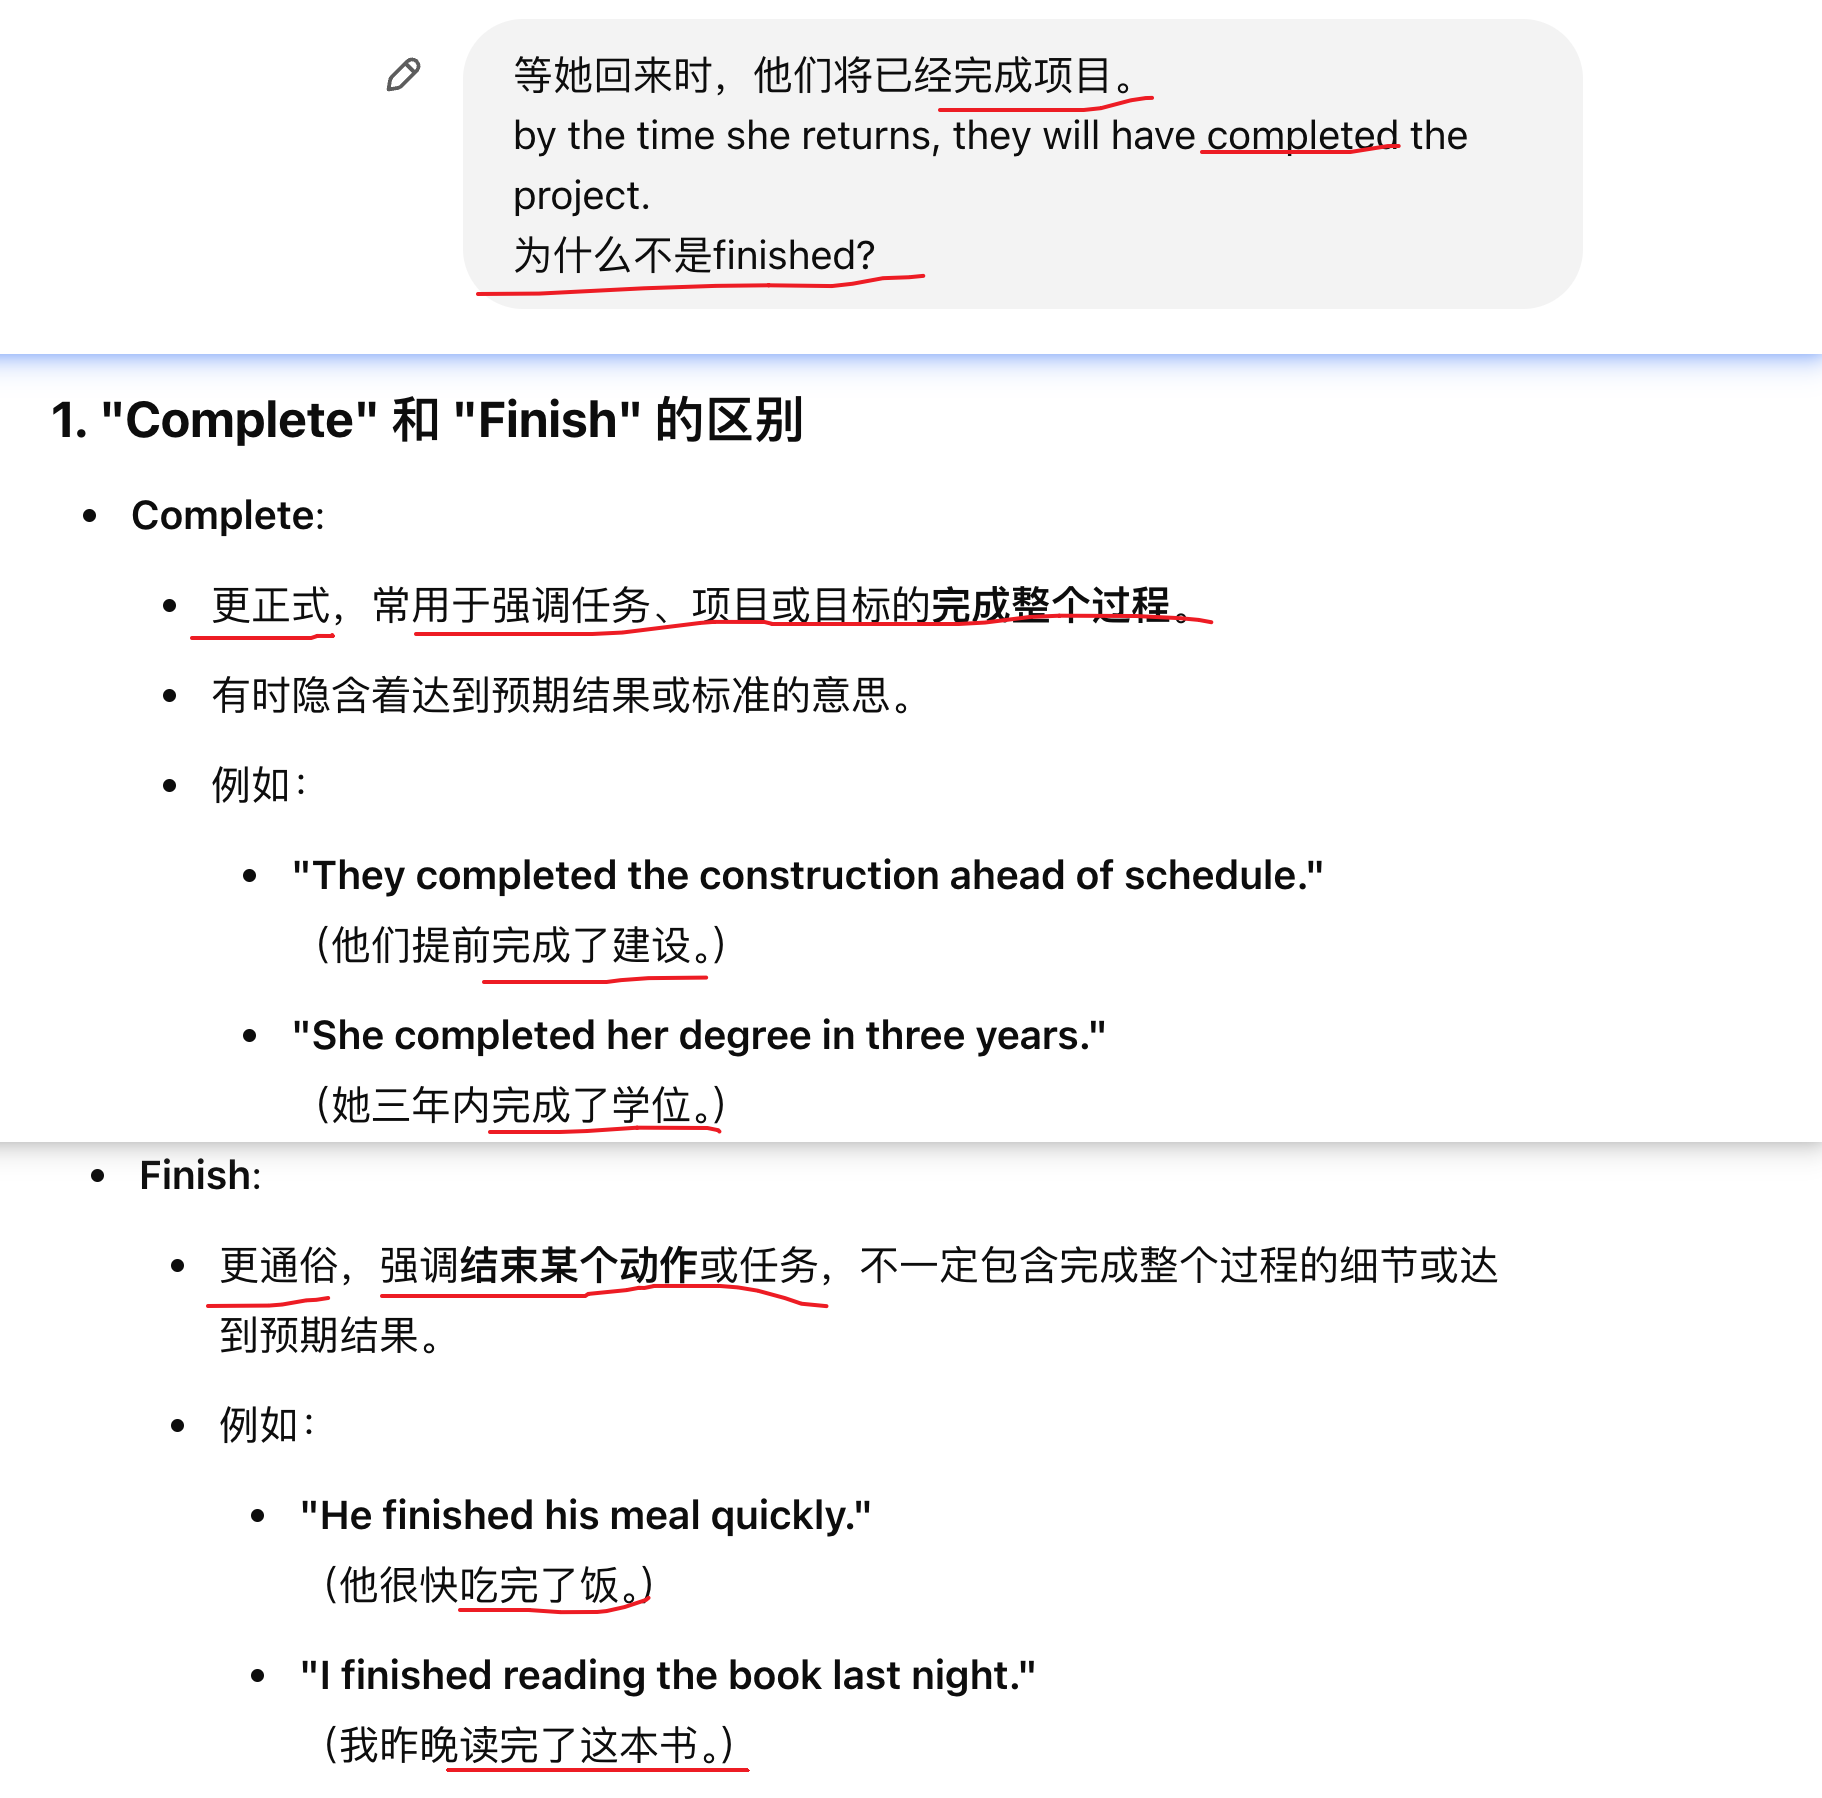 等她回来时，他们将已经完成项目。
by the time she returns, they will have completed the
project.
为什么不是finished?
1. "Complete" 和 "Finish" 的区别
• Complete:
• 更正式，常用于强调任务、项目或目标的完成整个过程。
• 有时隐含着达到预期结果或标准的意思。
• 例如：
• "They completed the construction ahead of schedule."
（他们提前完成了建设。）
• "She completed her degree in three years."
（她三年内完成了学位。）
• Finish:
• 更通俗，强调结束某个动作或任务，不一定包含完成整个过程的细节或达
到预期结果。
• 例如：
• "He finished his meal quickly."
（他很快吃完了饭。）
• "I finished reading the book last night."
（我昨晚读完了这本书。）